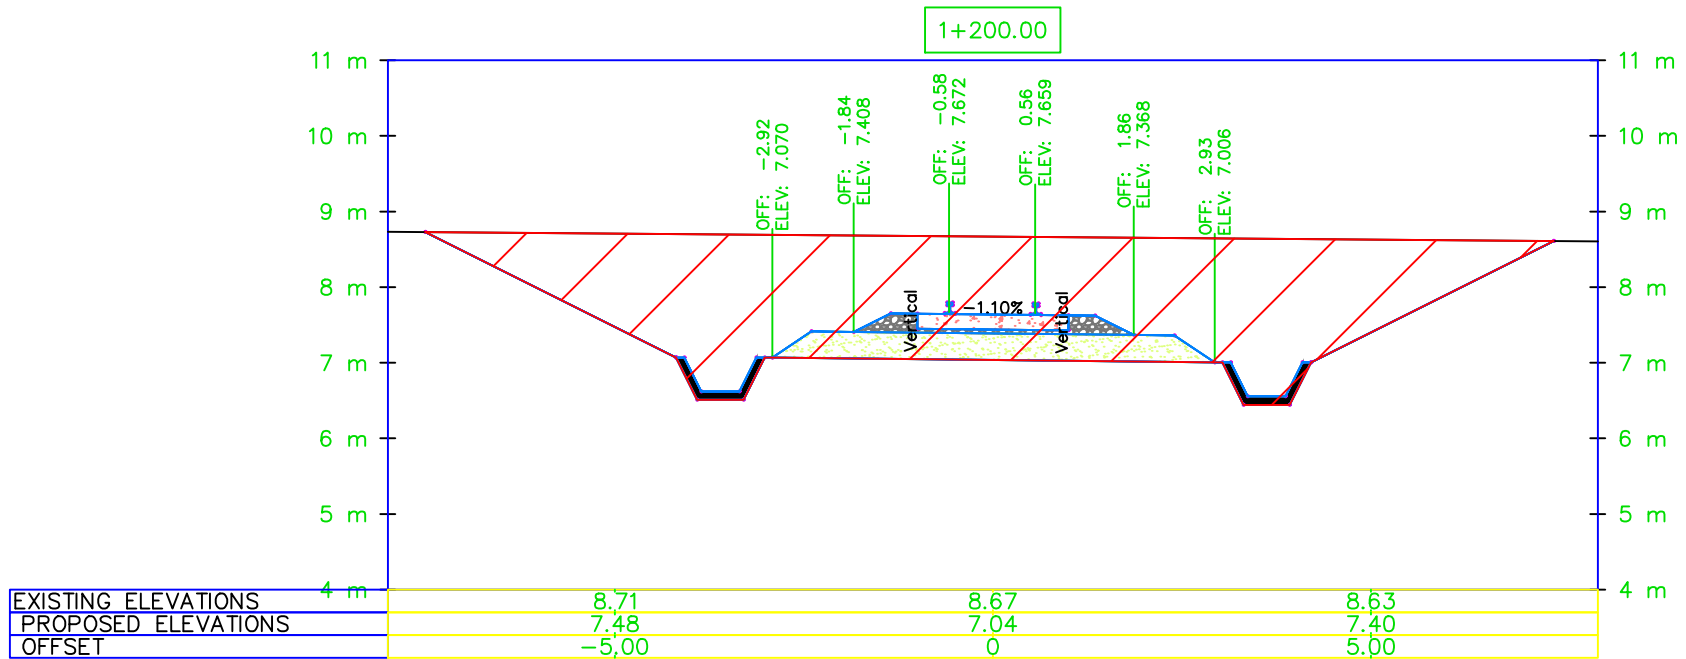 1+200.00
11 m 11 m
10 m 10 m
9 m 9 m
8 m 8 m
7 m 7 m
6 m 6 m
5 m 5 m
4 m 4 m
OFF: -2.92
ELEV: 7.070
OFF: -1.84
ELEV: 7.408
OFF: -0.58
ELEV: 7.672
OFF: 0.56
ELEV: 7.659
OFF: 1.86
ELEV: 7.368
OFF: 2.93
ELEV: 7.006
Vertical
-1.10%
Vertical
EXISTING ELEVATIONS 8.71 8.67 8.63
PROPOSED ELEVATIONS 7.48 7.04 7.40
OFFSET -5.00 0 5.00